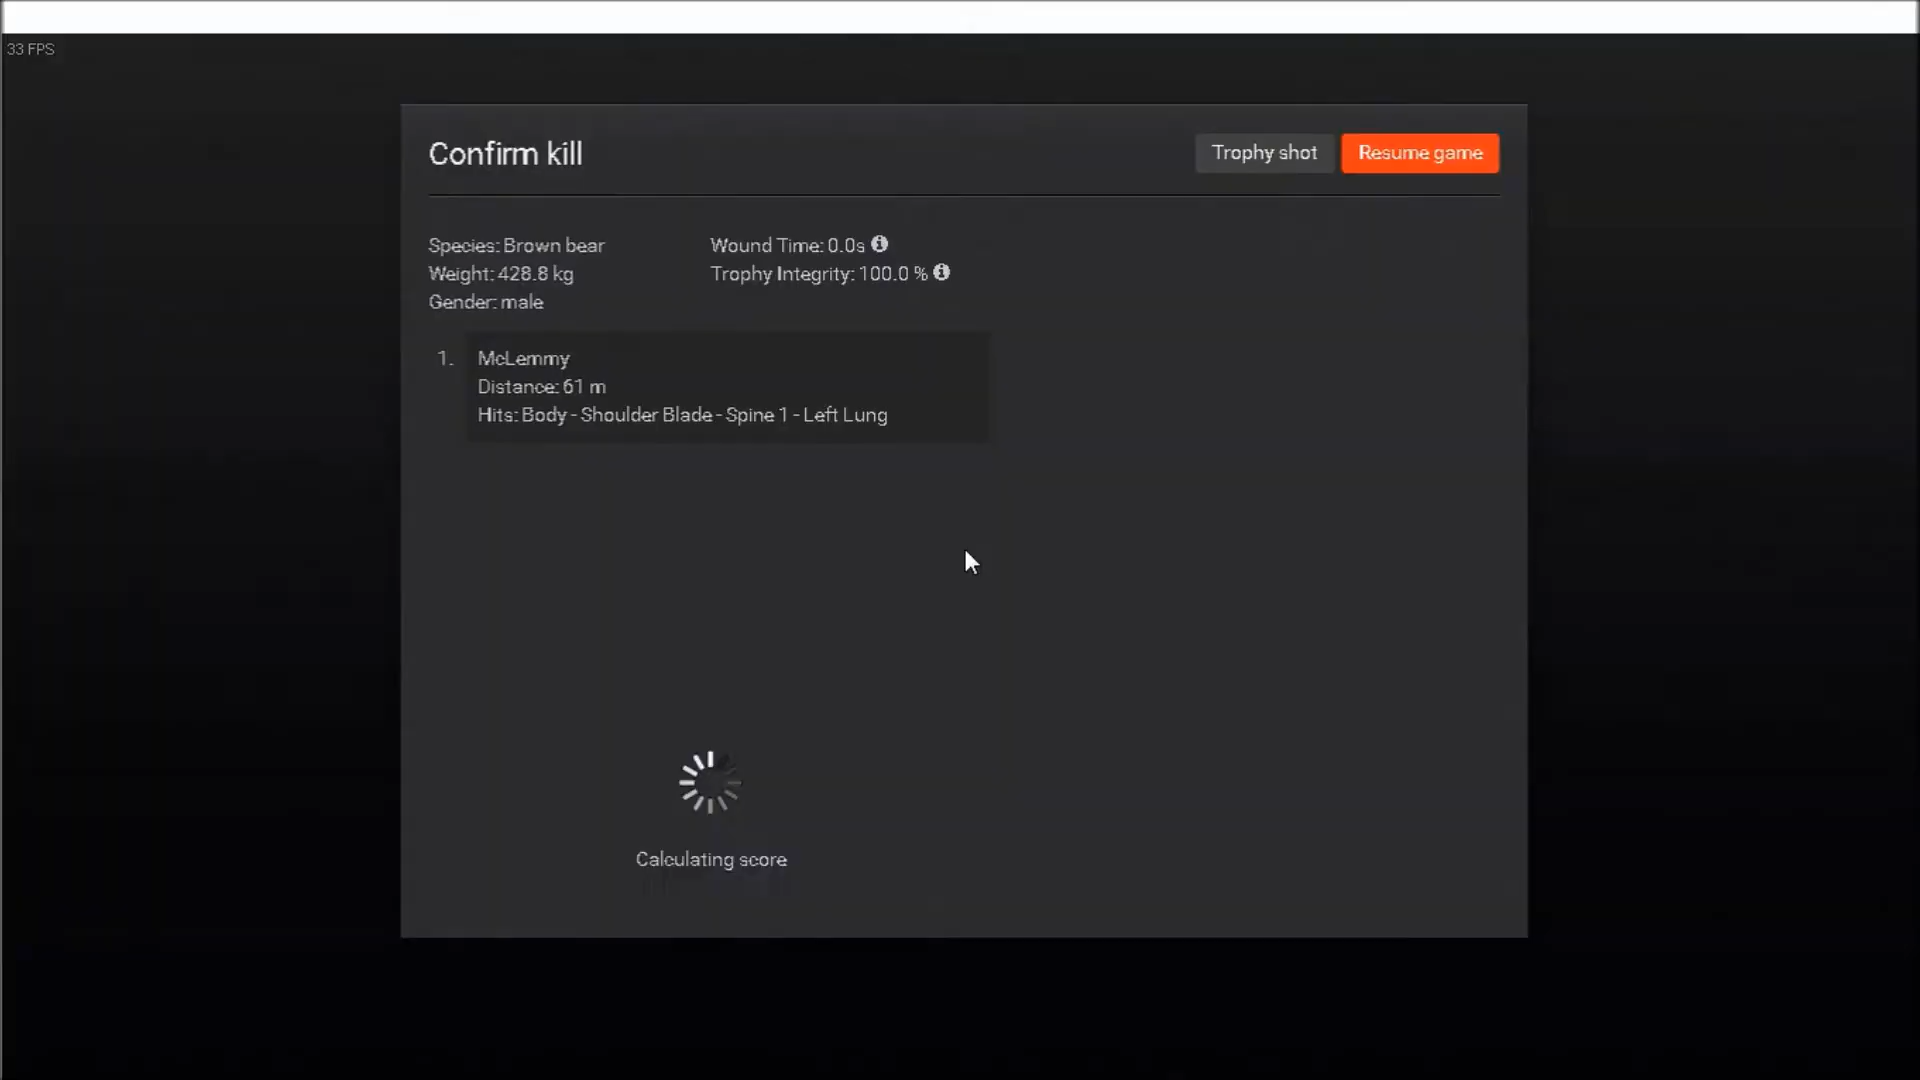 33 FPS
Confirm kill
Trophy shot
Resume game
Species: Brown bear
Wound Time: 0.0s
Weight: 428.8 kg
Trophy Integrity: 100.0 %
Gender: male
1. McLemmy
Distance: 61 m
Hits: Body - Shoulder Blade - Spine 1 - Left Lung
Calculating score